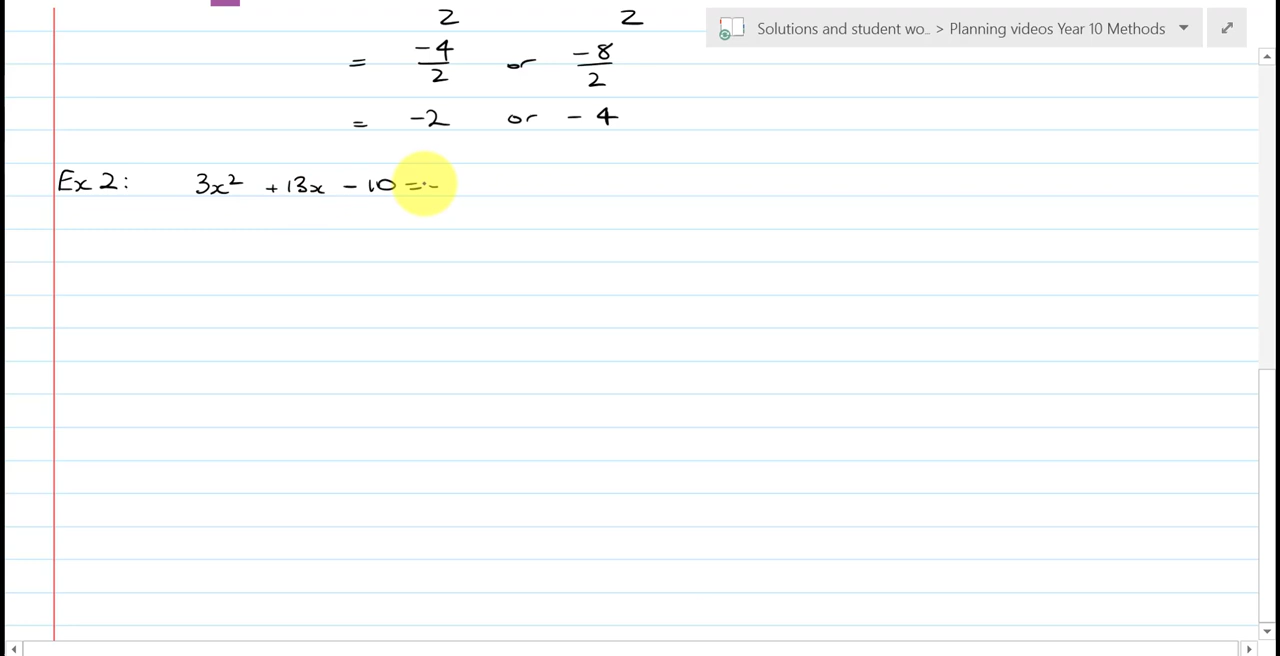 2 2
Solutions and student wo... > Planning videos Year 10 Methods
= -4/2 or -8/2
= -2 or -4
Ex 2: 3x² + 13x - 10 =